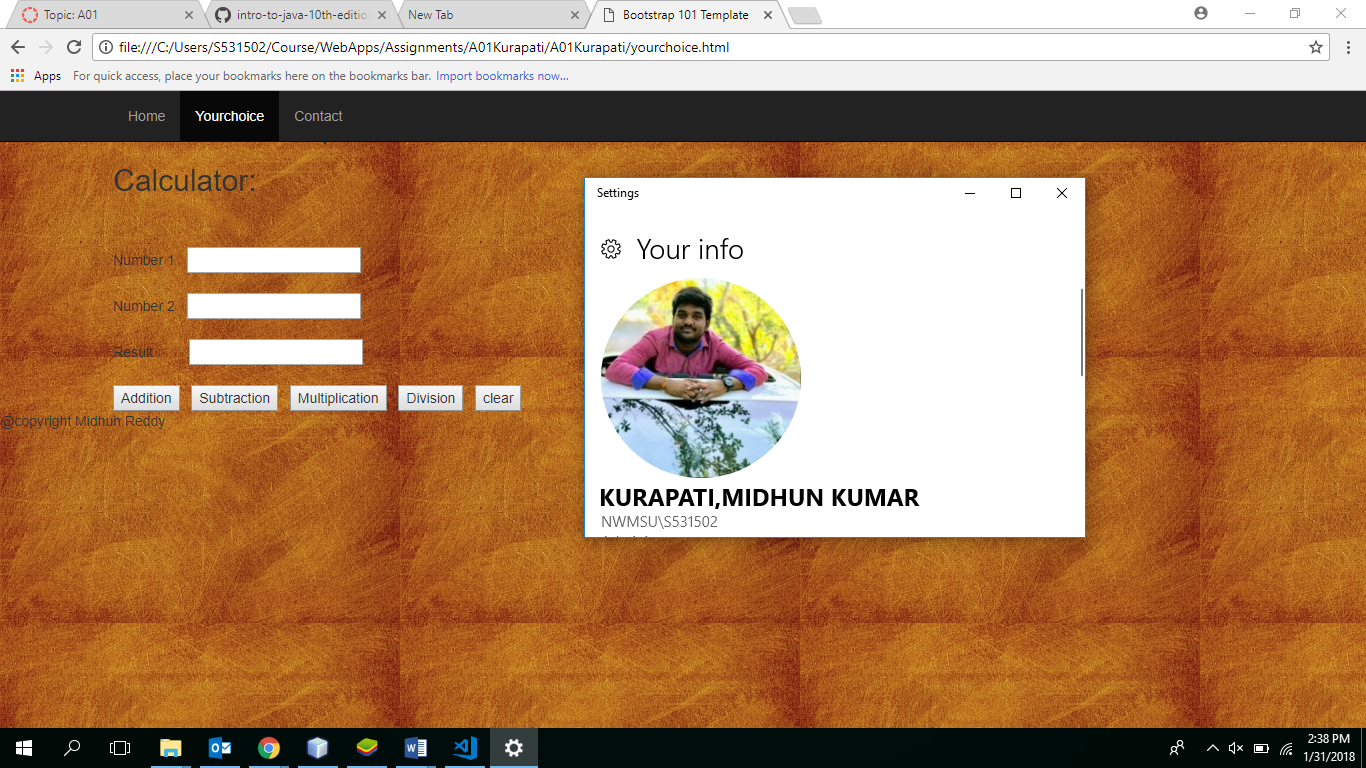 Topic: A01
intro-to-java-10th-edition
New Tab
Bootstrap 101 Template
file:///C:/Users/S531502/Course/WebApps/Assignments/A01Kurapati/A01Kurapati/yourchoice.html
Apps
For quick access, place your bookmarks here on the bookmarks bar. Import bookmarks now...
Home
Yourchoice
Contact
Calculator:
Number 1
Number 2
Result
Addition
Subtraction
Multiplication
Division
clear
@copyright Midhun Reddy
Settings
Your info
KURAPATI,MIDHUN KUMAR
NWMSU\S531502
2:38 PM
1/31/2018